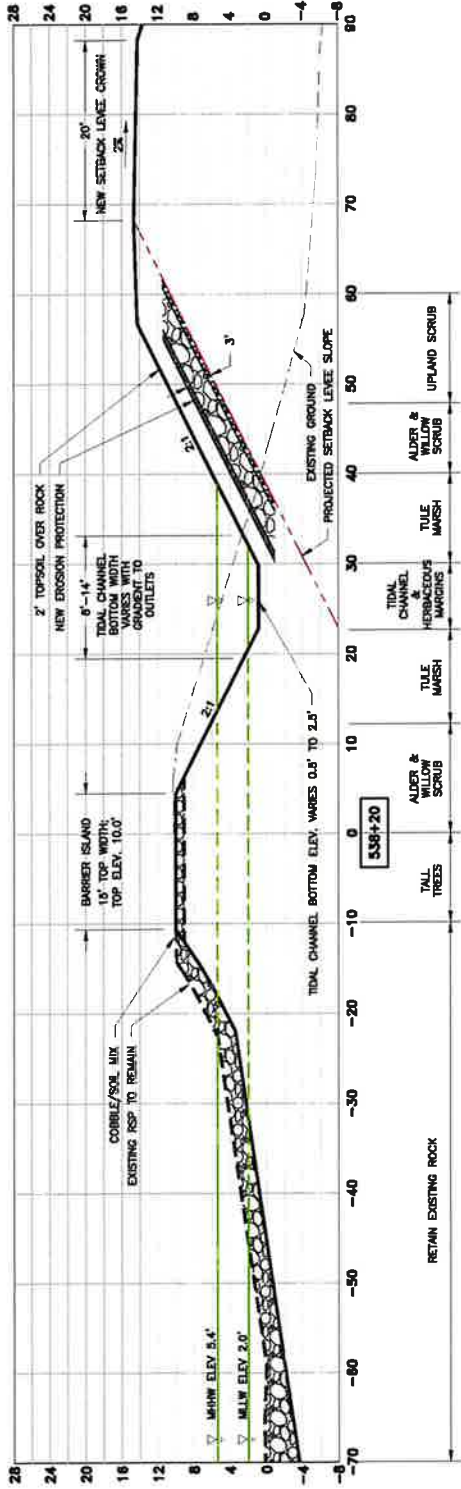 28
24
20
16
12
8
4
0
-4
-8
28
24
20
16
12
8
4
0
-4
-8
MHHW ELEV 5.4'
MLLW ELEV 2.0'
COBBLE/SOIL MIX
EXISTING RSP TO REMAIN
BARRIER ISLAND
15' TOP WIDTH;
TOP ELEV. 10.0'
2:1
2' TOPSOIL OVER ROCK
NEW EROSION PROTECTION
8'-14'
TIDAL CHANNEL
BOTTOM WIDTH
VARIES WITH
GRADIENT TO
OUTLETS
2:1
3'
20'
NEW SETBACK LEVEE CROWN
2%
EXISTING GROUND
PROJECTED SETBACK LEVEE SLOPE
TIDAL CHANNEL BOTTOM ELEV. VARIES 0.5' TO 2.5'
538+20
-70
-60
-50
-40
-30
-20
-10
0
10
20
30
40
50
60
70
80
90
RETAIN EXISTING ROCK
TALL
TREES
ALDER &
WILLOW
SCRUB
TULE
MARSH
TIDAL
CHANNEL
&
HERBACEOUS
MARGINS
TULE
MARSH
ALDER &
WILLOW
SCRUB
UPLAND SCRUB